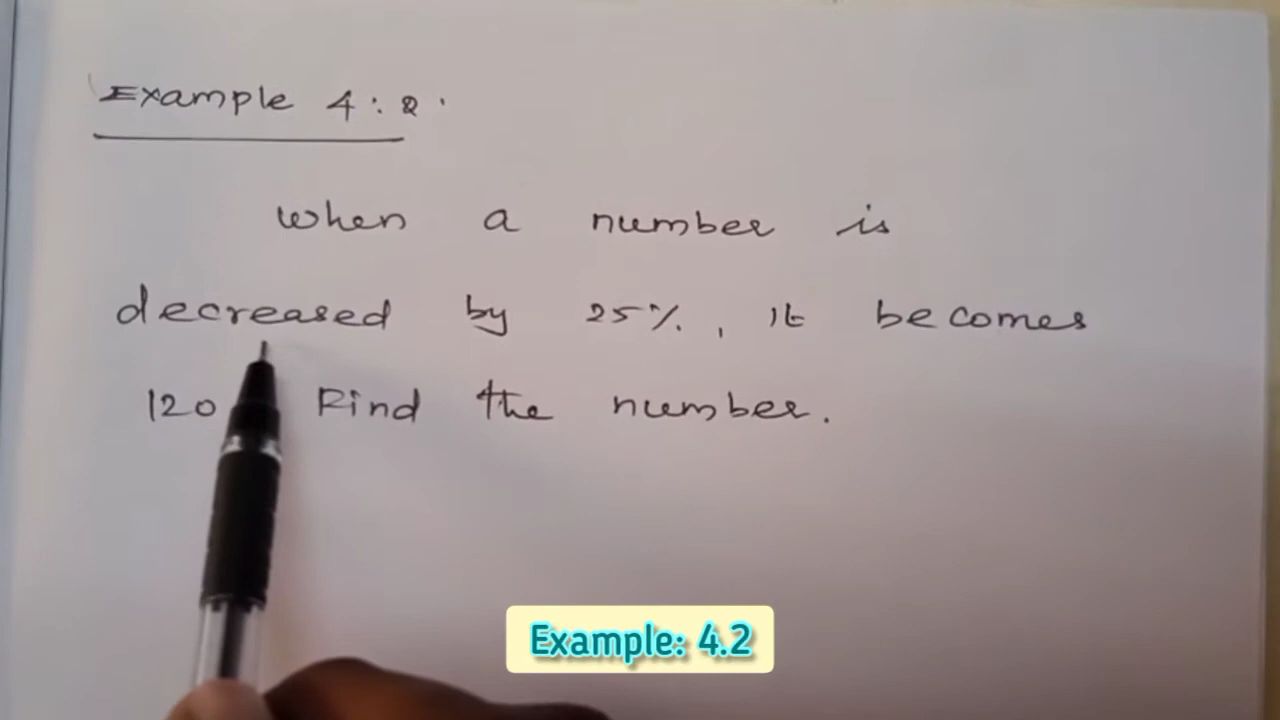 Example 4:2.
When a number is
decreased by 25%, it becomes
120 Find the number.
Example: 4.2